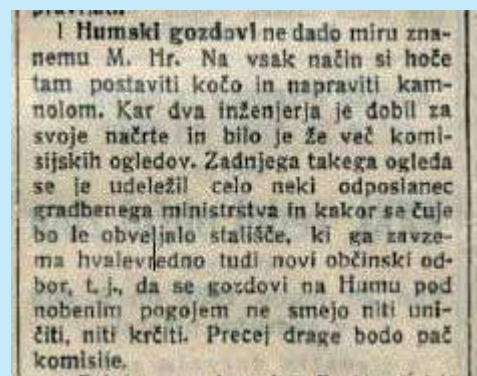 l Humski gozdovi ne dado miru zna-
nemu M. Hr. Na vsak način si hoče
tam postaviti kočo in napraviti kam-
nolom. Kar dva inženjerja je dobil za
svoje načrte in bilo je že več komi-
sijskih ogledov. Zadnjega takega ogleda
se je udeležil celo neki odposlanec
gradbenega ministrstva in kakor se čuje
bo le obveljalo stališče, ki ga zavze-
ma hvalevredno tudi novi občinski od-
bor, t. j., da se gozdovi na Humu pod
nobenim pogojem ne smejo niti uni-
čiti, niti krčiti. Precej drage bodo pač
komisije.